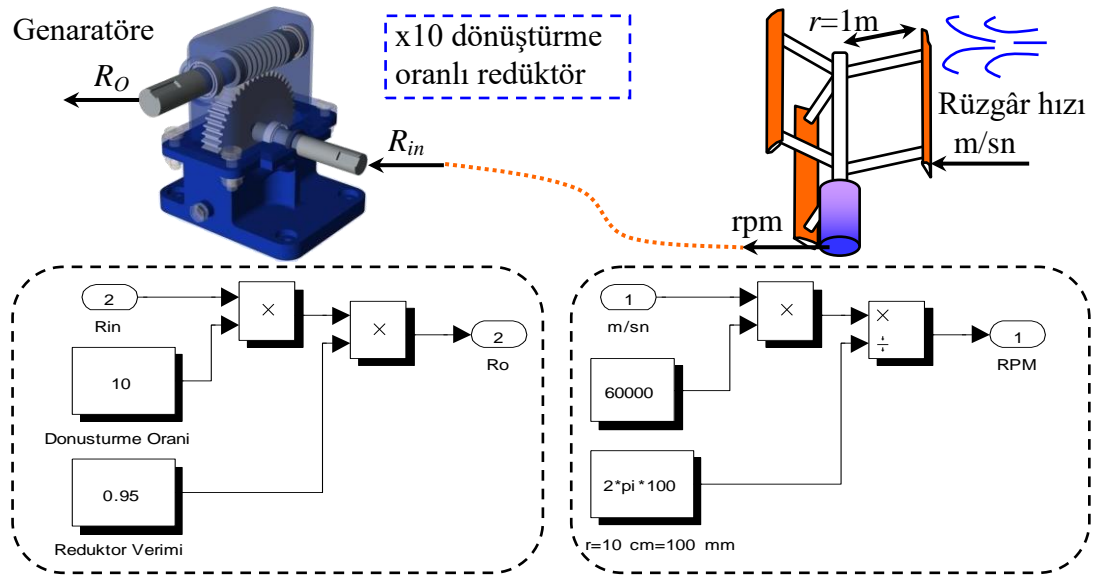 Genaratöre
R_O
x10 dönüştürme
oranlı redüktör
R_in
r=1m
Rüzgâr hızı
m/sn
rpm
2
Rin
×
×
2
Ro
10
Donusturme Orani
0.95
Reduktor Verimi
1
m/sn
×
×
÷
1
RPM
60000
2*pi*100
r=10 cm=100 mm